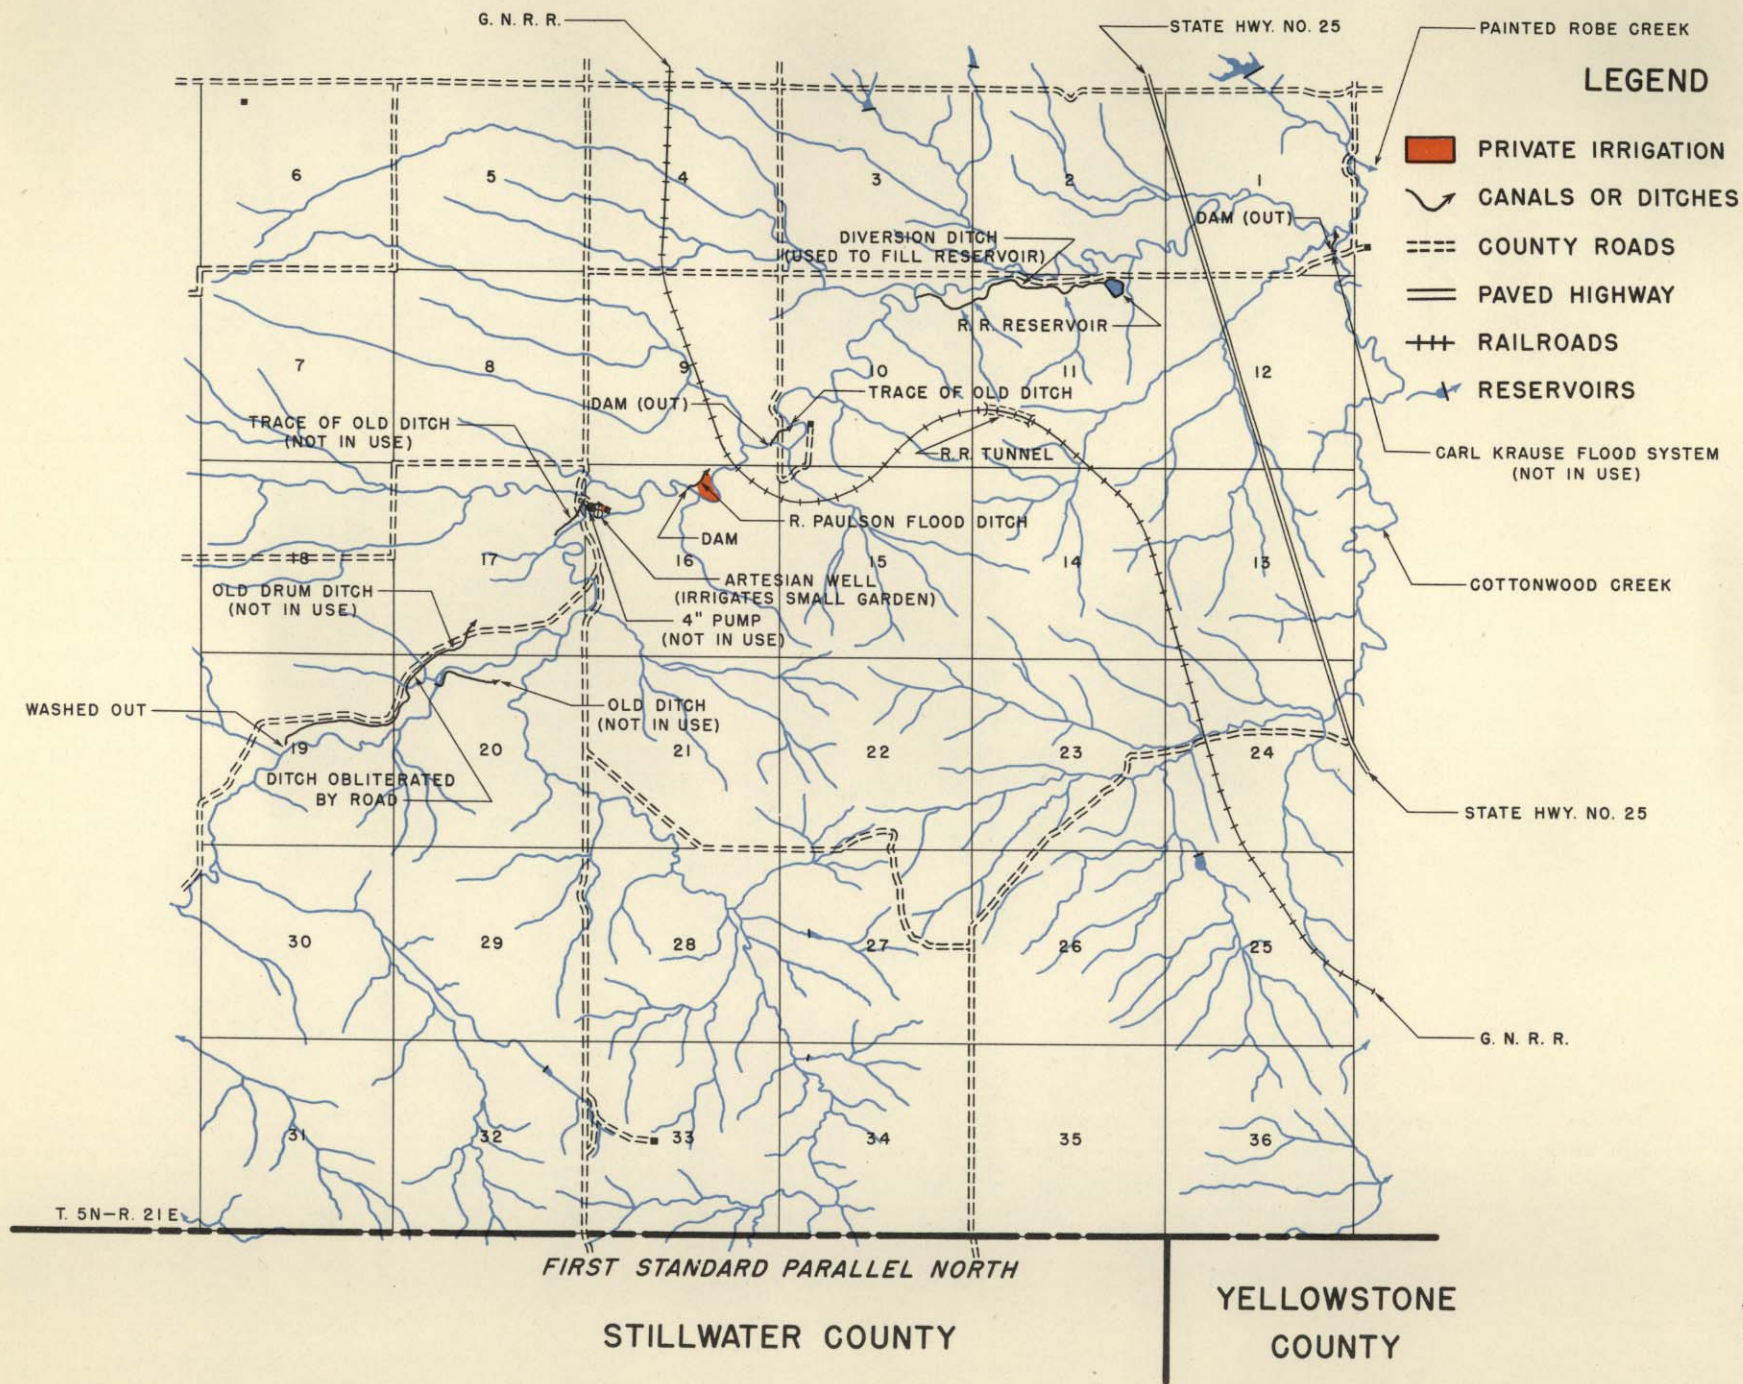 G. N. R. R.
STATE HWY. NO. 25
PAINTED ROBE CREEK
LEGEND
PRIVATE IRRIGATION
CANALS OR DITCHES
COUNTY ROADS
PAVED HIGHWAY
RAILROADS
RESERVOIRS
6
5
4
3
2
1
DAM (OUT)
DIVERSION DITCH
(USED TO FILL RESERVOIR)
R.R. RESERVOIR
7
8
9
10
11
12
TRACE OF OLD DITCH
DAM (OUT)
TRACE OF OLD DITCH
(NOT IN USE)
R.R. TUNNEL
CARL KRAUSE FLOOD SYSTEM
(NOT IN USE)
R. PAULSON FLOOD DITCH
DAM
18
17
16
15
14
13
ARTESIAN WELL
(IRRIGATES SMALL GARDEN)
OLD DRUM DITCH
(NOT IN USE)
4" PUMP
(NOT IN USE)
COTTONWOOD CREEK
WASHED OUT
OLD DITCH
(NOT IN USE)
19
20
21
22
23
24
DITCH OBLITERATED
BY ROAD
STATE HWY. NO. 25
30
29
28
27
26
25
G. N. R. R.
31
32
33
34
35
36
T. 5N-R. 21E.
FIRST STANDARD PARALLEL NORTH
STILLWATER COUNTY
YELLOWSTONE
COUNTY